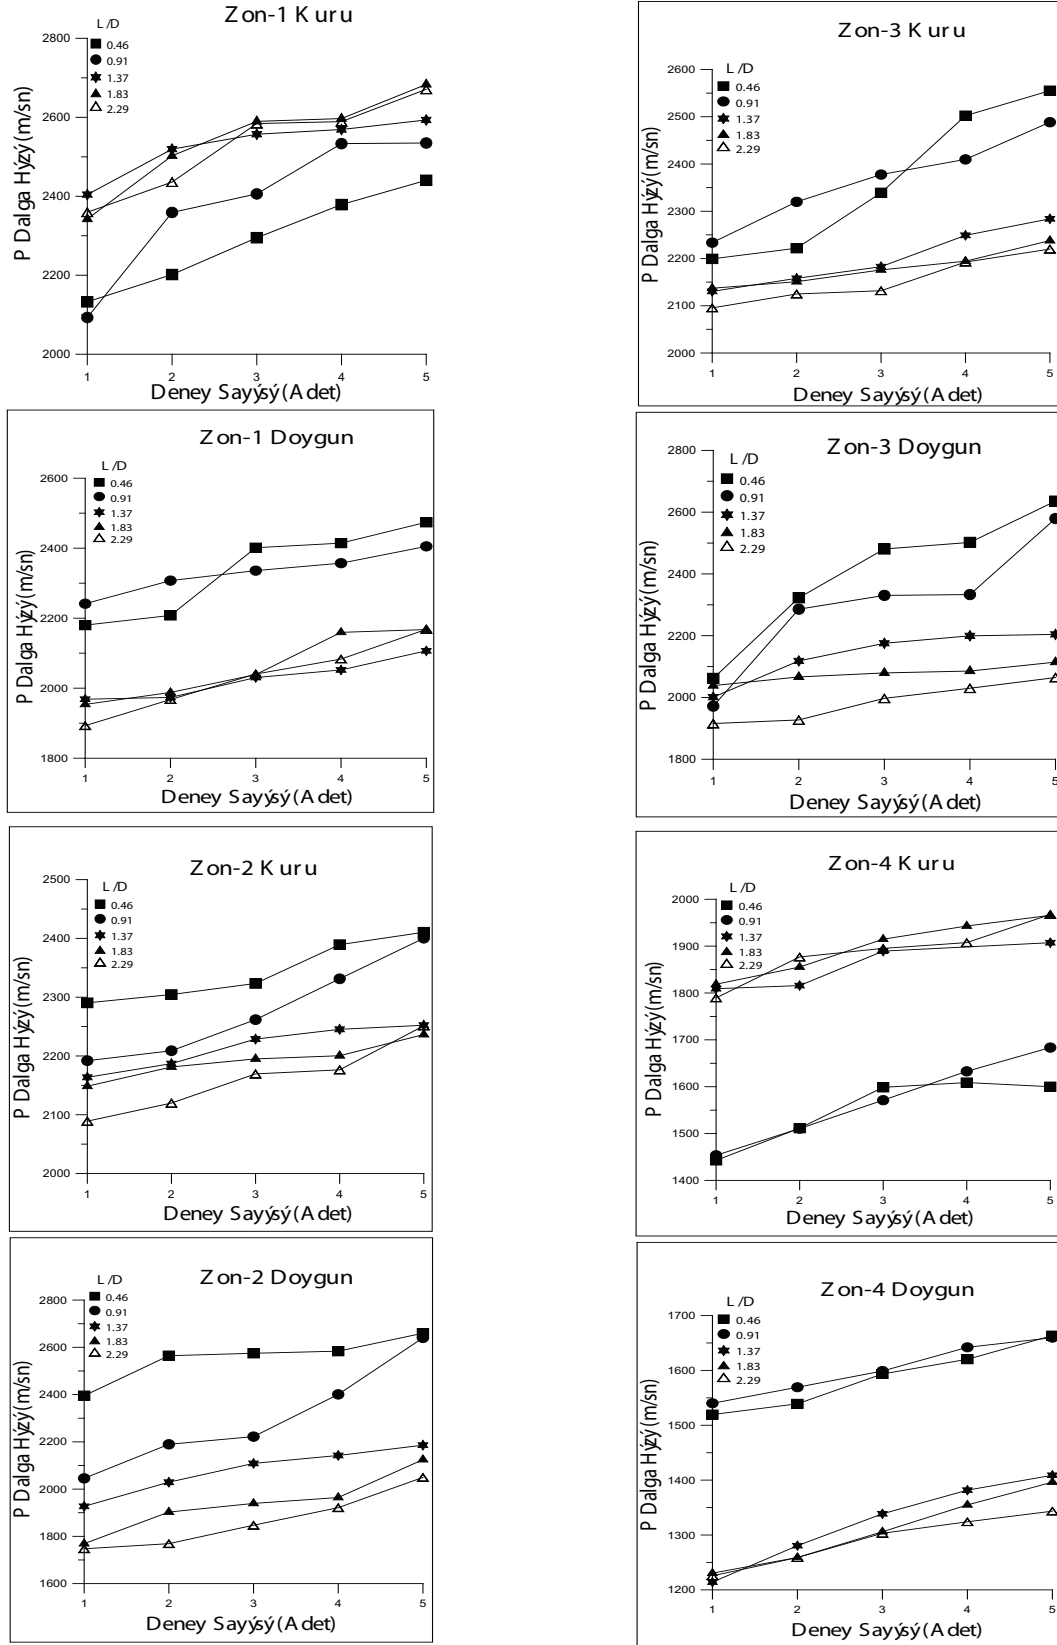 Zon-1 Kuru
L/D
0.46
0.91
1.37
1.83
2.29
2800
2600
2400
2200
2000
P Dalga Hýzý (m/sn)
1 2 3 4 5
Deney Sayýsý (Adet)
Zon-1 Doygun
L/D
0.46
0.91
1.37
1.83
2.29
2600
2400
2200
2000
1800
P Dalga Hýzý (m/sn)
1 2 3 4 5
Deney Sayýsý (Adet)
Zon-2 Kuru
L/D
0.46
0.91
1.37
1.83
2.29
2500
2400
2300
2200
2100
2000
P Dalga Hýzý (m/sn)
1 2 3 4 5
Deney Sayýsý (Adet)
Zon-2 Doygun
L/D
0.46
0.91
1.37
1.83
2.29
2800
2600
2400
2200
2000
1800
1600
P Dalga Hýzý (m/sn)
1 2 3 4 5
Deney Sayýsý (Adet)
Zon-3 Kuru
L/D
0.46
0.91
1.37
1.83
2.29
2600
2500
2400
2300
2200
2100
2000
P Dalga Hýzý (m/sn)
1 2 3 4 5
Deney Sayýsý (Adet)
Zon-3 Doygun
L/D
0.46
0.91
1.37
1.83
2.29
2800
2600
2400
2200
2000
1800
P Dalga Hýzý (m/sn)
1 2 3 4 5
Deney Sayýsý (Adet)
Zon-4 Kuru
L/D
0.46
0.91
1.37
1.83
2.29
2000
1900
1800
1700
1600
1500
1400
P Dalga Hýzý (m/sn)
1 2 3 4 5
Deney Sayýsý (Adet)
Zon-4 Doygun
L/D
0.46
0.91
1.37
1.83
2.29
1700
1600
1500
1400
1300
1200
P Dalga Hýzý (m/sn)
1 2 3 4 5
Deney Sayýsý (Adet)